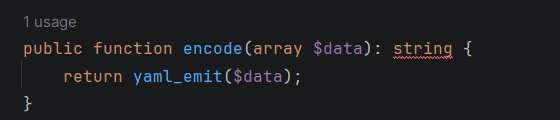 1 usage
public function encode(array $data): string {
    return yaml_emit($data);
}